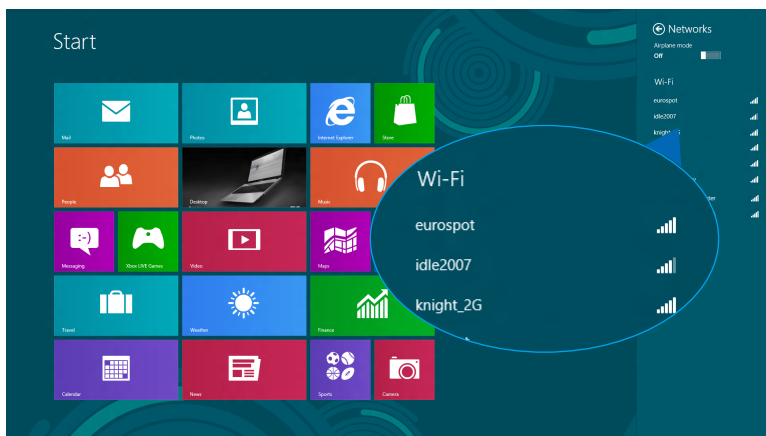 Start
Mail
Photos
Internet Explorer
Store
People
Desktop
Music
Messaging
Xbox LIVE Games
Video
Maps
Travel
Weather
Finance
Calendar
News
Sports
Camera
Networks
Airplane mode
Off
Wi-Fi
eurospot
idle2007
Wi-Fi
eurospot
idle2007
knight_2G